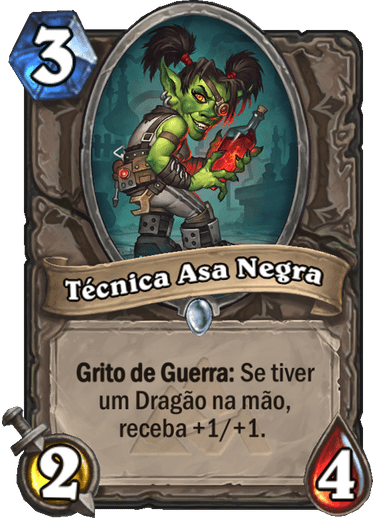 3
Técnica Asa Negra
Grito de Guerra: Se tiver
um Dragão na mão,
receba +1/+1.
2
4